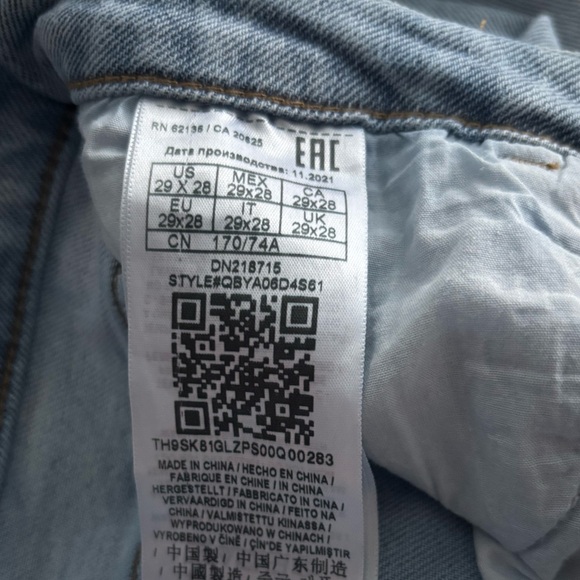 RN 62136 / CA 20825
EAC
Дата производства: 11.2021
US MEX CA
29 X 28 29x28 29x28
EU IT UK
29x28 29x28 29x28
CN 170/74A
DN218715
STYLE#QBYA06D4S61
TH9SK81GLZPS00Q00283
MADE IN CHINA / HECHO EN CHINA /
FABRIQUE EN CHINE / IN CHINA
HERGESTELLT / FABBRICATO IN CINA /
VERVAARDIGD IN CHINA / FEITO NA
CHINA / VALMISTETTU KIINASSA /
WYPRODUKOWANO W CHINACH /
VYROBENO V ČÍNĚ / ÇİN'DE YAPILMIŞTIR
中国製 / 中国广东制造